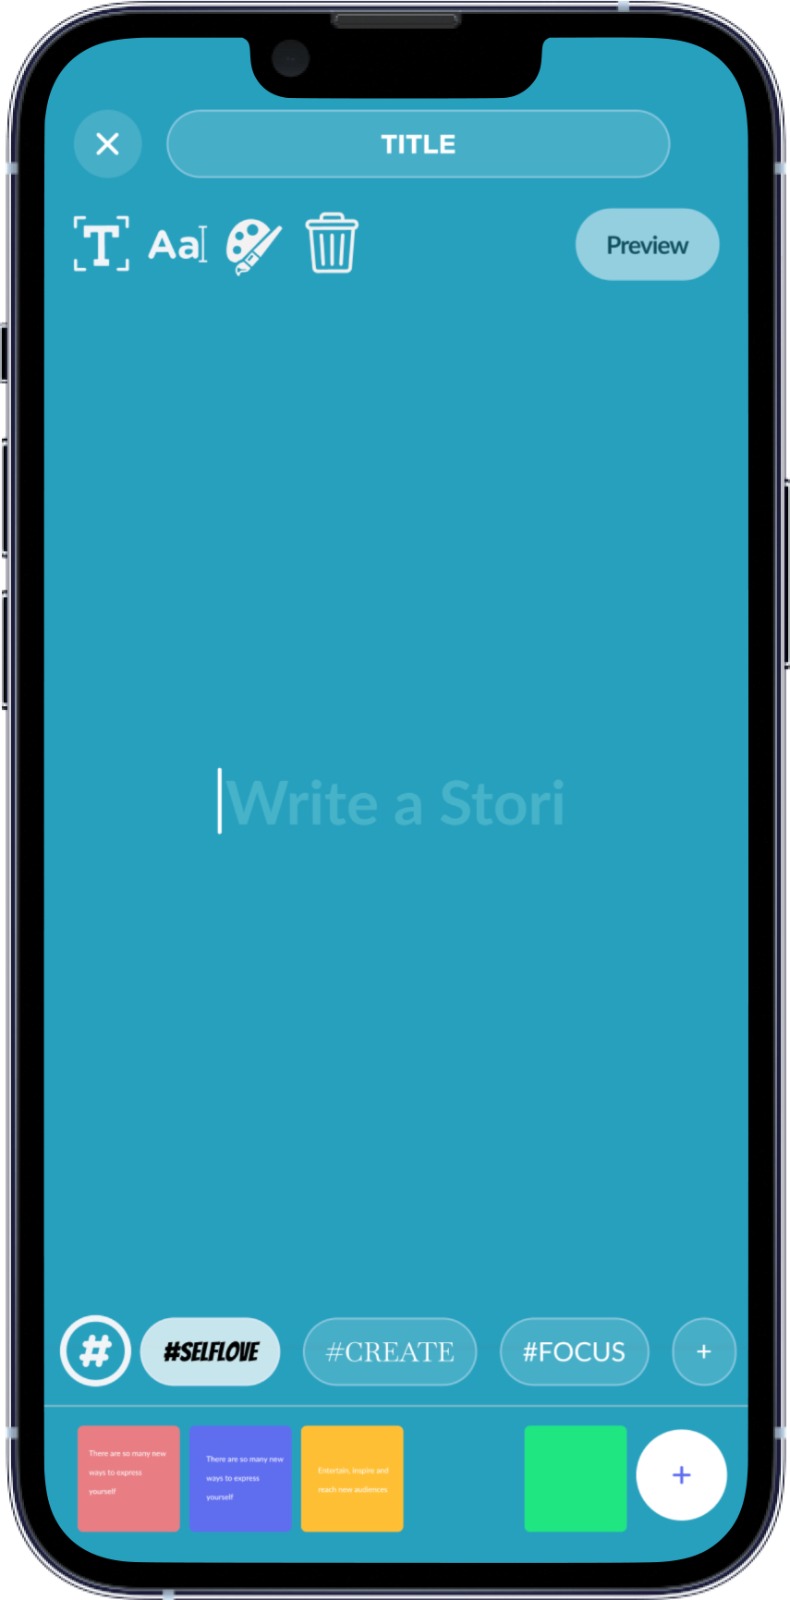 TITLE
T Aa
Preview
Write a Stori
# #SELFLOVE #CREATE #FOCUS +
There are so many new
ways to express
yourself
There are so many new
ways to express
yourself
Entertain, inspire and
reach new audiences
+